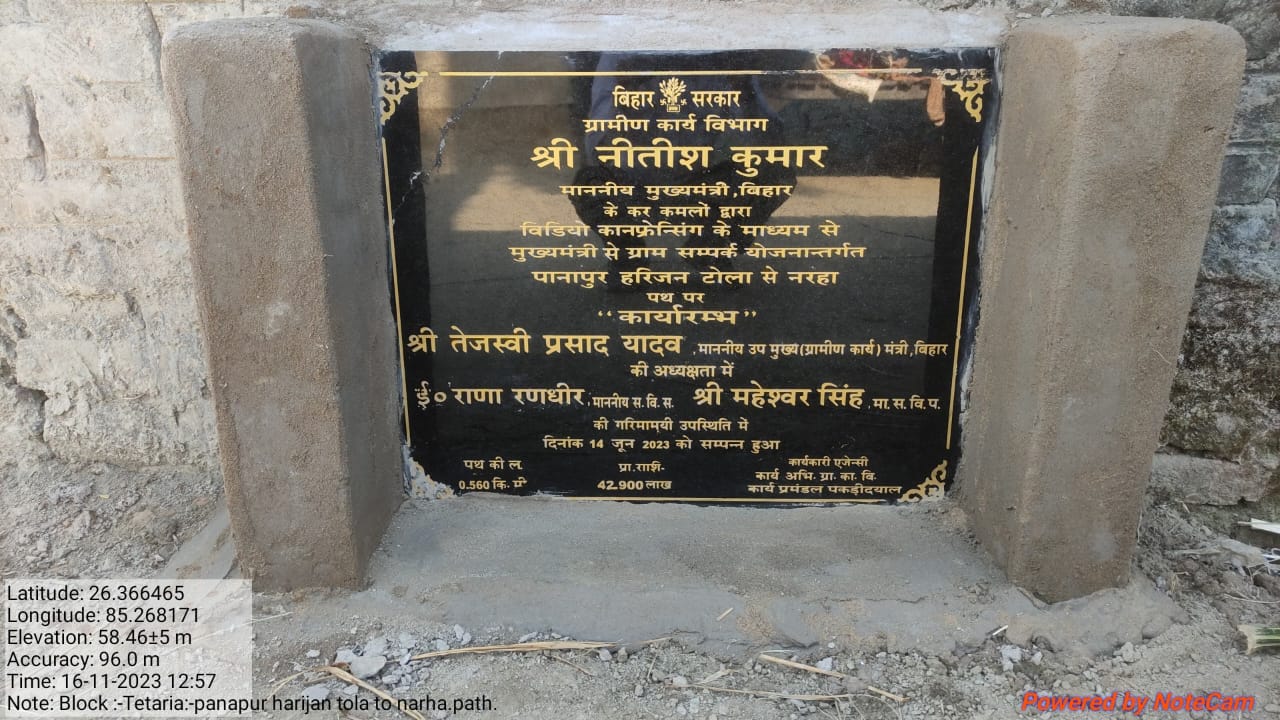 बिहार सरकार
ग्रामीण कार्य विभाग
श्री नीतीश कुमार
माननीय मुख्यमंत्री,बिहार
के कर कमलों द्वारा
विडियो कानफ्रेन्सिंग के माध्यम से
मुख्यमंत्री से ग्राम सम्पर्क योजनान्तर्गत
पानापुर हरिजन टोला से नरहा
पथ पर
“कार्यारम्भ”
श्री तेजस्वी प्रसाद यादव ,माननीय उप मुख्य(ग्रामीण कार्य) मंत्री,बिहार
की अध्यक्षता में
ई० राणा रणधीर,माननीय स.वि.स. श्री महेश्वर सिंह, मा.स.वि.प.
की गरिमामयी उपस्थिति में
दिनांक 14 जून 2023 को सम्पन्न हुआ
पथ की ल. प्रा.राशि- कार्यकारी एजेन्सी
0.560 कि. मी 42.900 लाख कार्य अभि. ग्रा. का. वि.
कार्य प्रमंडल पकड़ीदयाल
Latitude: 26.366465
Longitude: 85.268171
Elevation: 58.46±5 m
Accuracy: 96.0 m
Time: 16-11-2023 12:57
Note: Block :-Tetaria:-panapur harijan tola to narha.path.
Powered by NoteCam